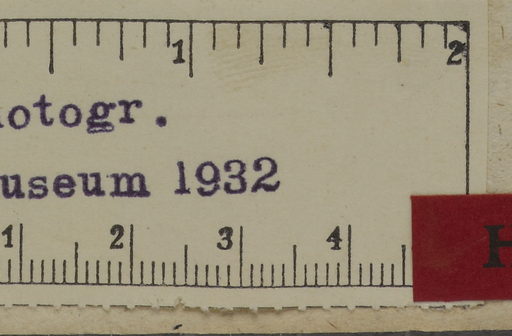 1 2
otogr.
useum 1932
1 2 3 4
H